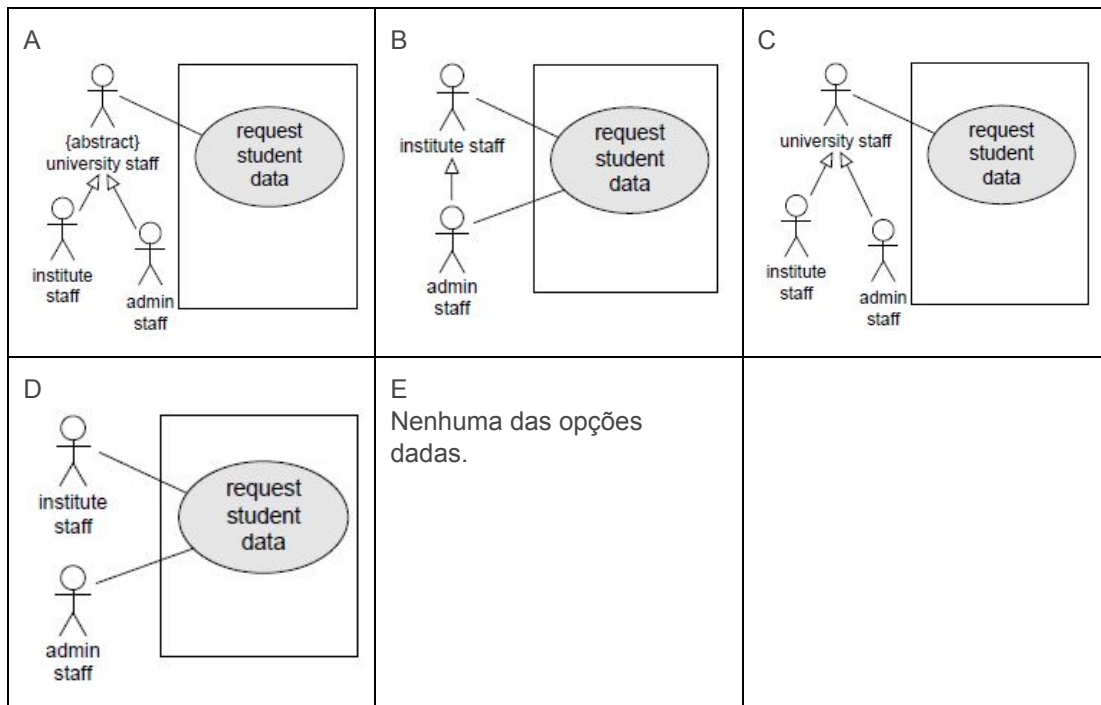 A
{abstract}
university staff
institute
staff
admin
staff
request
student
data
B
institute staff
admin
staff
request
student
data
C
university staff
institute
staff
admin
staff
request
student
data
D
institute
staff
admin
staff
request
student
data
E
Nenhuma das opções
dadas.